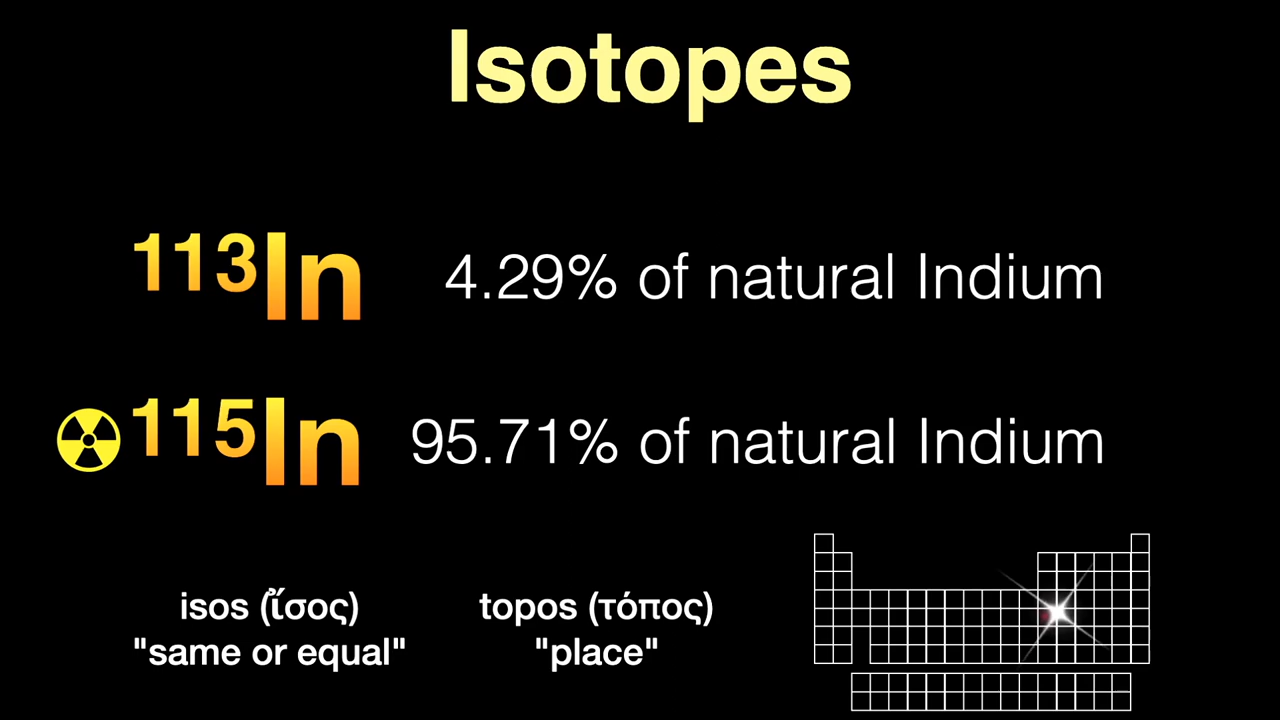 Isotopes
¹¹³In 4.29% of natural Indium
☢¹¹⁵In 95.71% of natural Indium
isos (ἴσος) topos (τόπος)
"same or equal" "place"